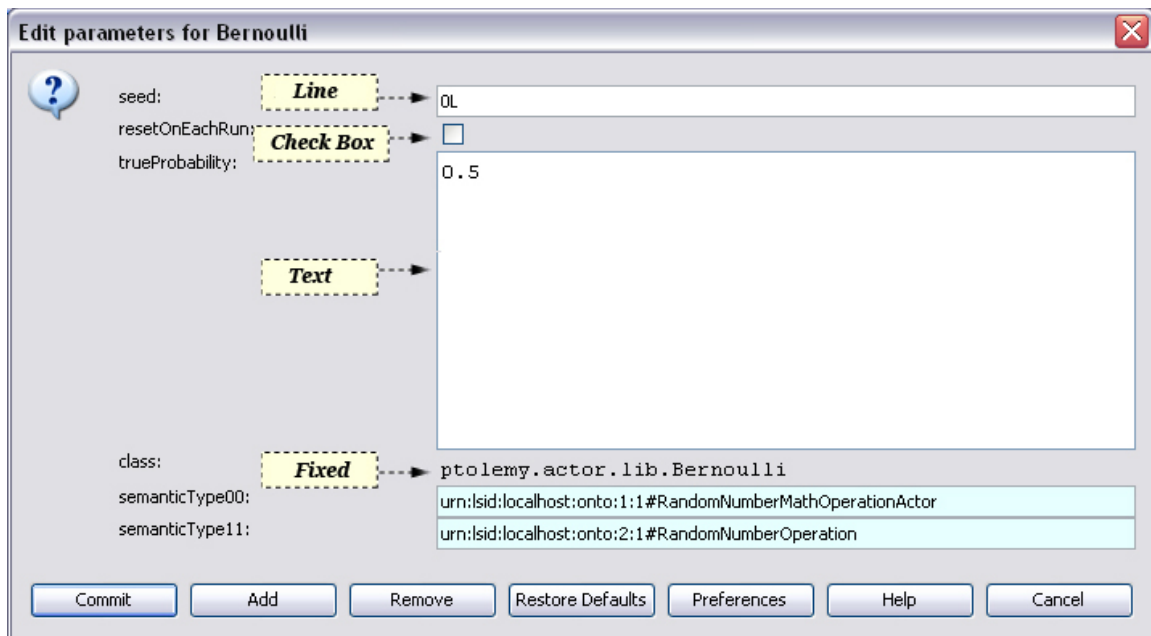 Edit parameters for Bernoulli
seed: Line 0L
resetOnEachRun: Check Box
trueProbability: 0.5
Text
class: Fixed ptolemy.actor.lib.Bernoulli
semanticType00: urn:lsid:localhost:onto:1:1#RandomNumberMathOperationActor
semanticType11: urn:lsid:localhost:onto:2:1#RandomNumberOperation
Commit Add Remove Restore Defaults Preferences Help Cancel